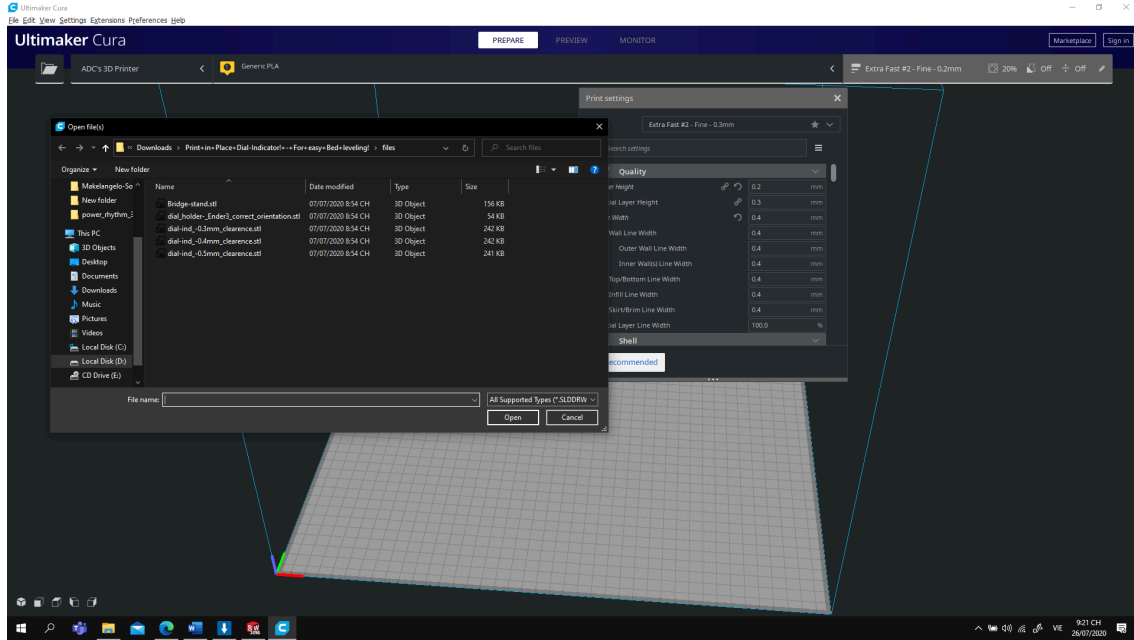 Ultimaker Cura
File Edit View Settings Extensions Preferences Help
Ultimaker Cura
PREPARE PREVIEW MONITOR
Marketplace Sign in
ADC's 3D Printer
Generic PLA
Extra Fast #2 - Fine - 0.2mm 20% Off Off
Print settings
Extra Fast #2 - Fine - 0.3mm
Search settings
Quality
er Height 0.2 mm
ial Layer Height 0.3 mm
e Width 0.4 mm
Wall Line Width 0.4 mm
Outer Wall Line Width 0.4 mm
Inner Wall(s) Line Width 0.4 mm
Top/Bottom Line Width 0.4 mm
Infill Line Width 0.4 mm
Skirt/Brim Line Width 0.4 mm
ial Layer Line Width 100.0 %
Shell
ecommended
Open file(s)
« Downloads › Print+in+Place+Dial-Indicator!+-+For+easy+Bed+leveling! › files
Search files
Organize New folder
Makelangelo-So
New folder
power_rhythm_3
This PC
3D Objects
Desktop
Documents
Downloads
Music
Pictures
Videos
Local Disk (C:)
Local Disk (D:)
CD Drive (E:)
Name Date modified Type Size
Bridge-stand.stl 07/07/2020 8:54 CH 3D Object 156 KB
dial_holder-_Ender3_correct_orientation.stl 07/07/2020 8:54 CH 3D Object 54 KB
dial-ind_-0.3mm_clearence.stl 07/07/2020 8:54 CH 3D Object 242 KB
dial-ind_-0.4mm_clearence.stl 07/07/2020 8:54 CH 3D Object 242 KB
dial-ind_-0.5mm_clearence.stl 07/07/2020 8:54 CH 3D Object 241 KB
File name: All Supported Types (*.SLDDRW
Open Cancel
VIE
9:21 CH
26/07/2020